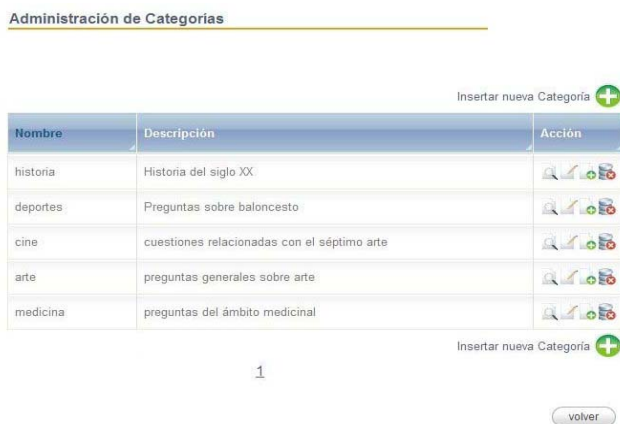 Administración de Categorías
Insertar nueva Categoría
Nombre Descripción Acción
historia Historia del siglo XX
deportes Preguntas sobre baloncesto
cine cuestiones relacionadas con el séptimo arte
arte preguntas generales sobre arte
medicina preguntas del ámbito medicinal
Insertar nueva Categoría
1
volver